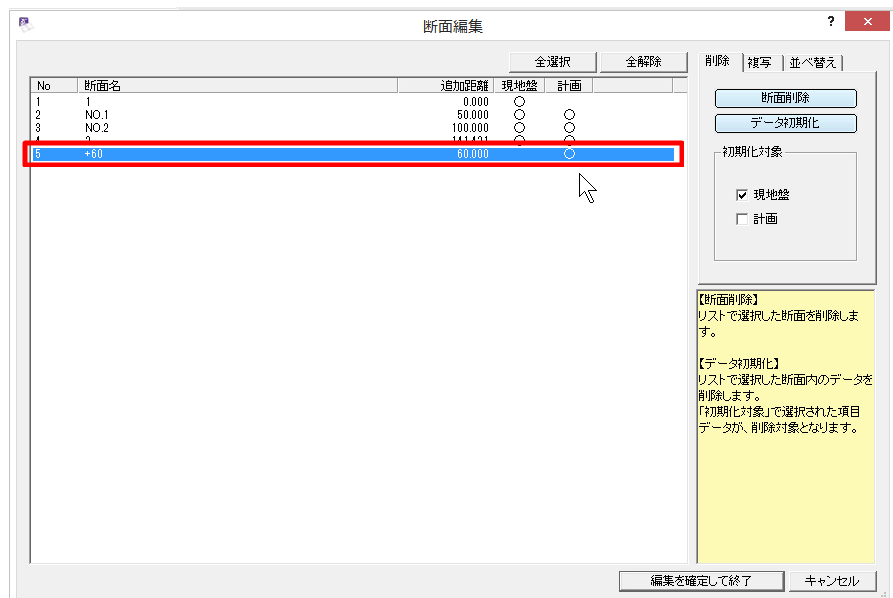 断面編集
?
全選択 全解除
削除 複写 並べ替え
No 断面名 追加距離 現地盤 計画
1 1 0.000 ○
2 NO.1 50.000 ○ ○
3 NO.2 100.000 ○ ○
5 +60 60.000 ○
断面削除
データ初期化
初期化対象
現地盤
計画
【断面削除】
リストで選択した断面を削除しま
す。
【データ初期化】
リストで選択した断面内のデータを
削除します。
「初期化対象」で選択された項目
データが、削除対象となります。
編集を確定して終了 キャンセル